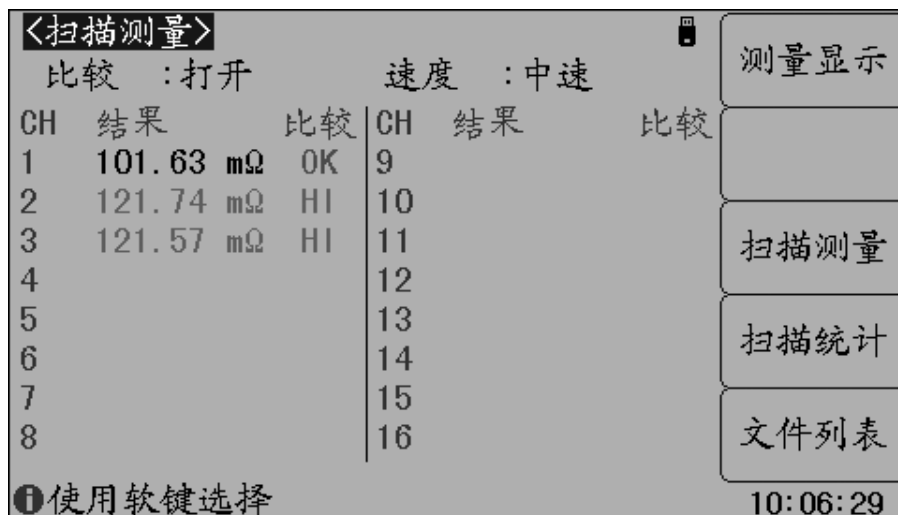 <扫描测量>
比较 :打开 速度 :中速
CH 结果 比较 CH 结果 比较
1 101.63 mΩ OK 9
2 121.74 mΩ HI 10
3 121.57 mΩ HI 11
4 12
5 13
6 14
7 15
8 16
使用软键选择
测量显示
扫描测量
扫描统计
文件列表
10:06:29